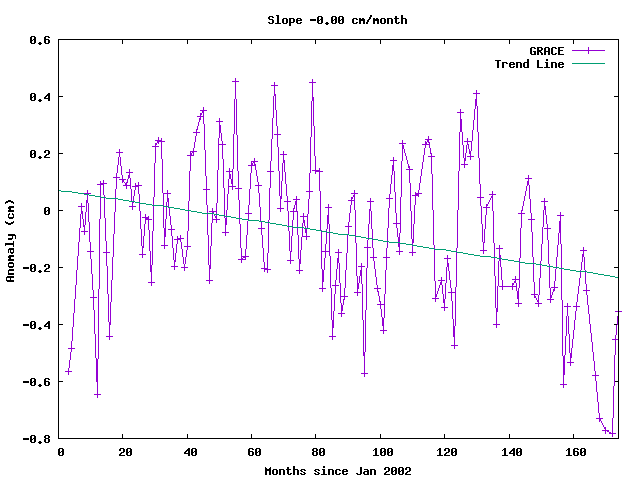 Slope -0.00 cm/month
GRACE
Trend Line
0.6
0.4
0.2
0
-0.2
-0.4
-0.6
-0.8
Anomaly (cm)
0 20 40 60 80 100 120 140 160
Months since Jan 2002